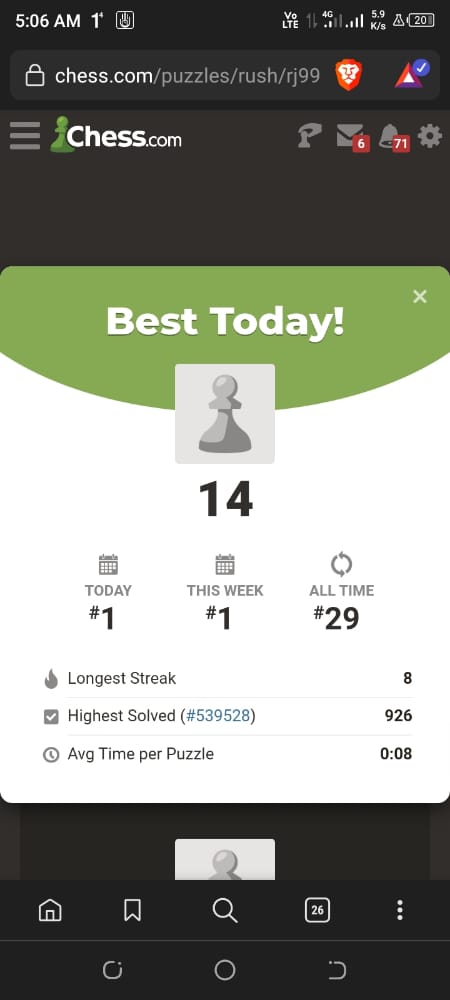 5:06 AM
Vo LTE 4G 5.9 K/s 20
chess.com/puzzles/rush/rj99
Chess.com 6 71
Best Today!
14
TODAY THIS WEEK ALL TIME
#1 #1 #29
Longest Streak 8
Highest Solved (#539528) 926
Avg Time per Puzzle 0:08
26